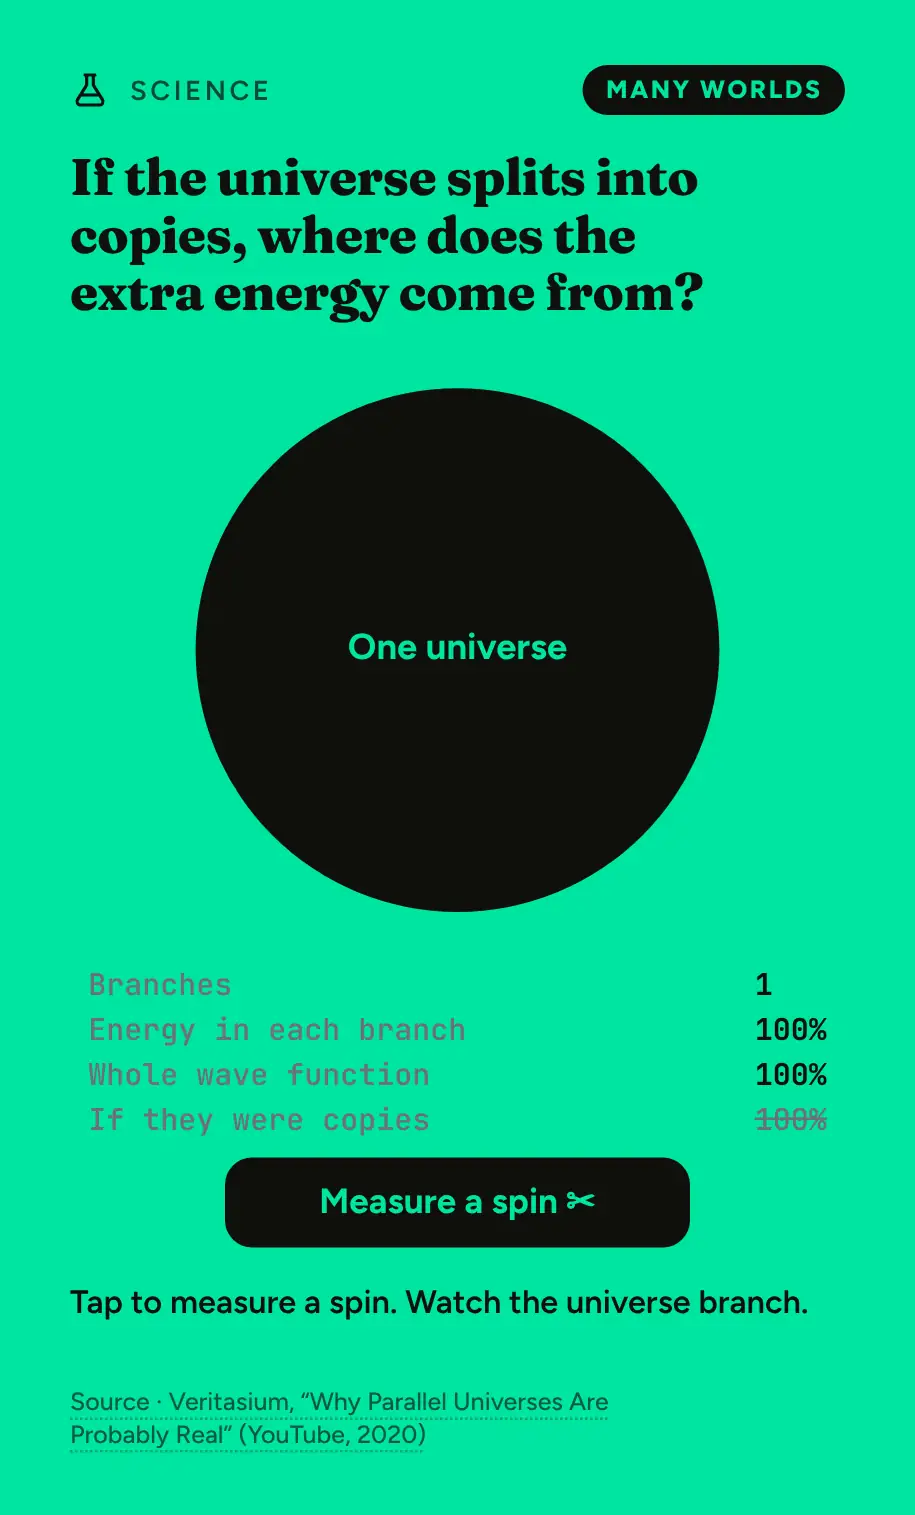 SCIENCE
MANY WORLDS
If the universe splits into
copies, where does the
extra energy come from?
One universe
Branches 1
Energy in each branch 100%
Whole wave function 100%
If they were copies 100%
Measure a spin ✂
Tap to measure a spin. Watch the universe branch.
Source · Veritasium, “Why Parallel Universes Are
Probably Real” (YouTube, 2020)